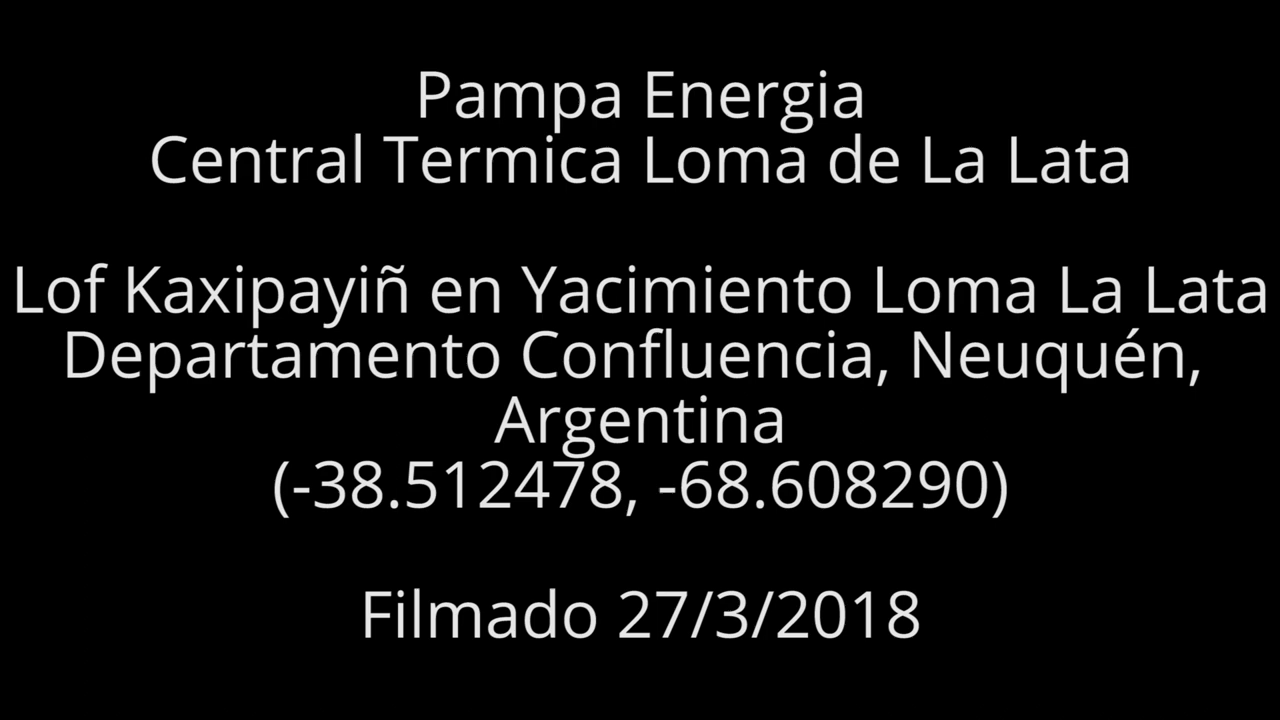 Pampa Energia
Central Termica Loma de La Lata
Lof Kaxipayiñ en Yacimiento Loma La Lata
Departamento Confluencia, Neuquén,
Argentina
(-38.512478, -68.608290)
Filmado 27/3/2018